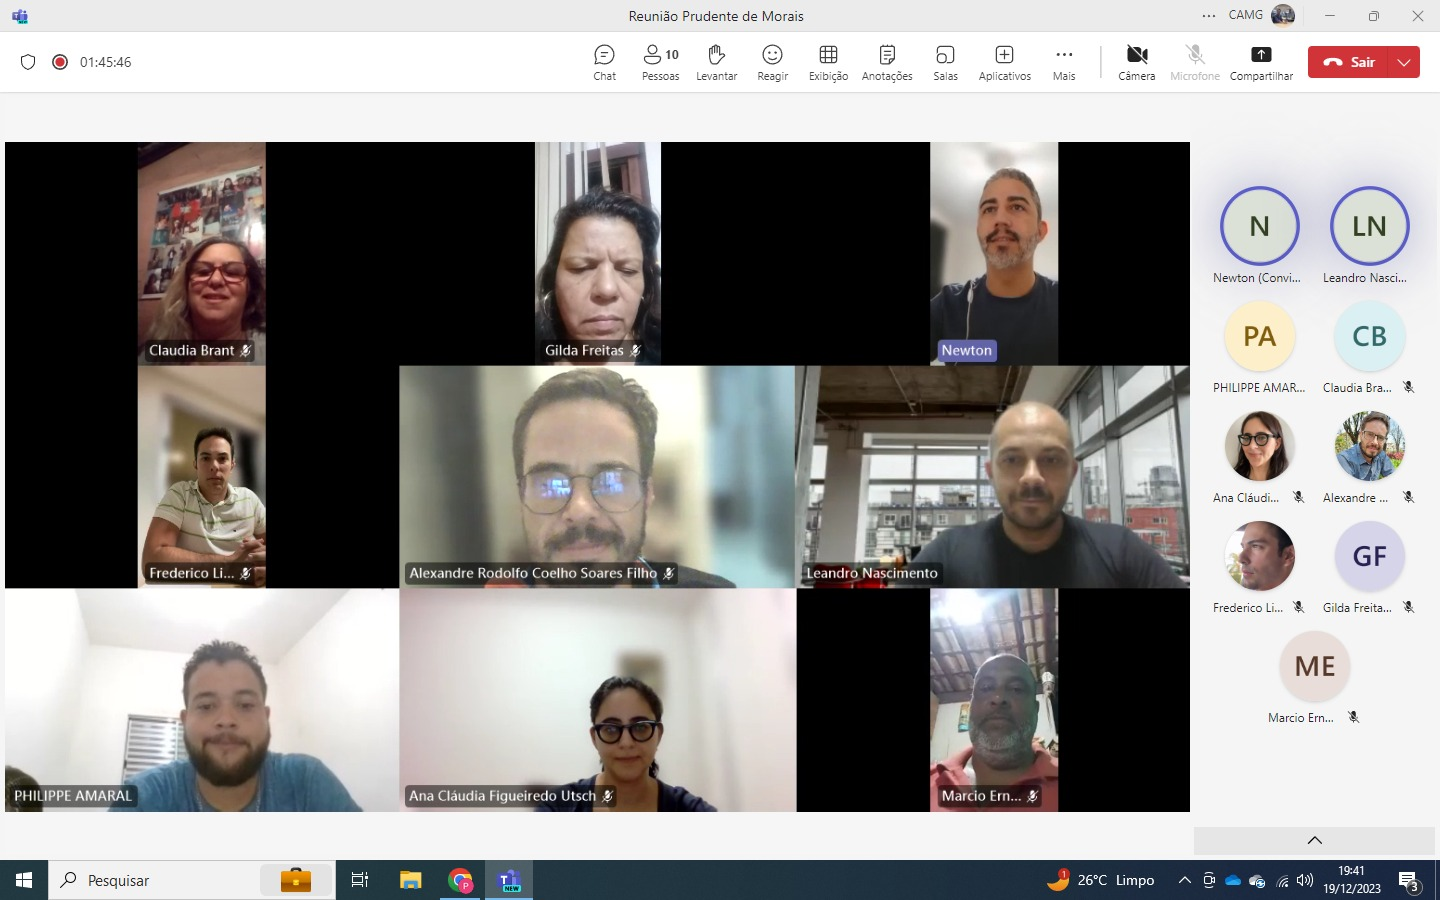 Reunião Prudente de Morais
CAMG
01:45:46
10
Chat
Pessoas
Levantar
Reagir
Exibição
Anotações
Salas
Aplicativos
Mais
Câmera
Microfone
Compartilhar
Sair
Claudia Brant
Gilda Freitas
Newton
Frederico Li...
Alexandre Rodolfo Coelho Soares Filho
Leandro Nascimento
PHILIPPE AMARAL
Ana Cláudia Figueiredo Utsch
Marcio Ern...
N
LN
Newton (Convi...
Leandro Nasci...
PA
CB
PHILIPPE AMAR...
Claudia Bra...
Ana Cláudi...
Alexandre ...
GF
Frederico Li...
Gilda Freita...
ME
Marcio Ern...
Pesquisar
P
T
NEW
1
26°C Limpo
19:41
19/12/2023
3